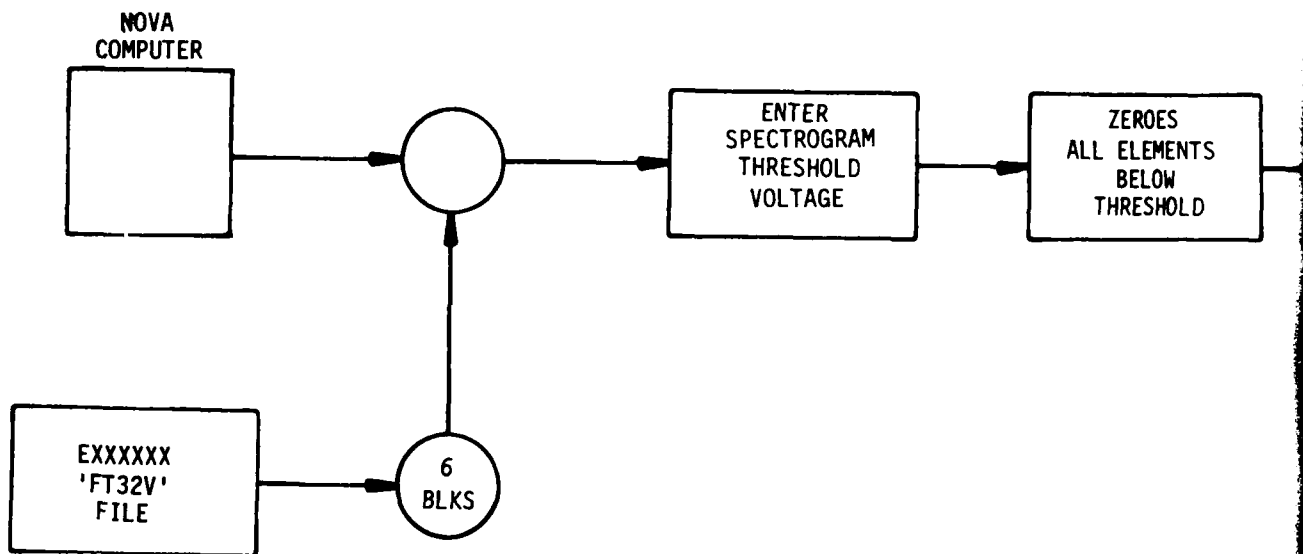 NOVA
COMPUTER
ENTER
SPECTROGRAM
THRESHOLD
VOLTAGE
ZEROES
ALL ELEMENTS
BELOW
THRESHOLD
EXXXXXX
'FT32V'
FILE
6
BLKS